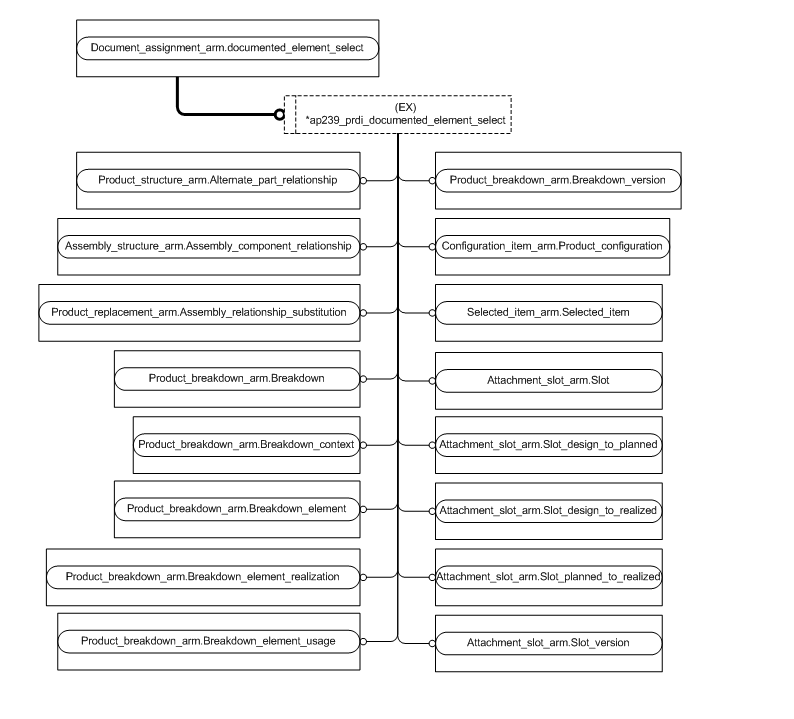 Document_assignment_arm.documented_element_select
(EX)
*ap239_prdi_documented_element_select
Product_structure_arm.Alternate_part_relationship
Product_breakdown_arm.Breakdown_version
Assembly_structure_arm.Assembly_component_relationship
Configuration_item_arm.Product_configuration
Product_replacement_arm.Assembly_relationship_substitution
Selected_item_arm.Selected_item
Product_breakdown_arm.Breakdown
Attachment_slot_arm.Slot
Product_breakdown_arm.Breakdown_context
Attachment_slot_arm.Slot_design_to_planned
Product_breakdown_arm.Breakdown_element
Attachment_slot_arm.Slot_design_to_realized
Product_breakdown_arm.Breakdown_element_realization
Attachment_slot_arm.Slot_planned_to_realized
Product_breakdown_arm.Breakdown_element_usage
Attachment_slot_arm.Slot_version